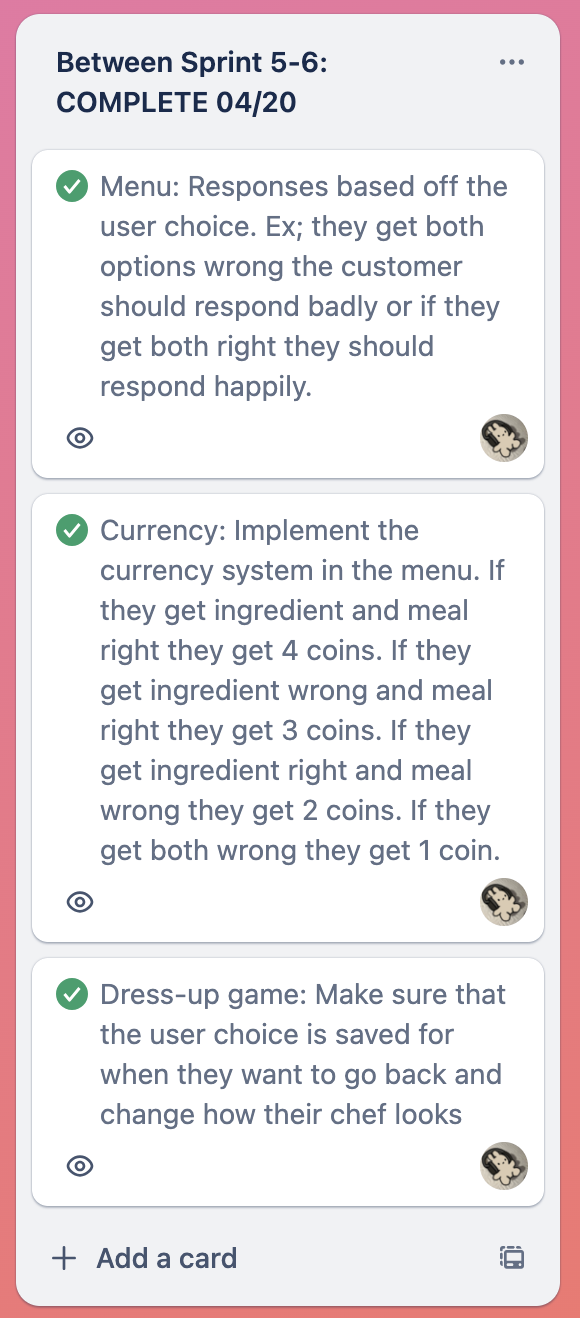 Between Sprint 5-6:
COMPLETE 04/20
Menu: Responses based off the
user choice. Ex; they get both
options wrong the customer
should respond badly or if they
get both right they should
respond happily.
Currency: Implement the
currency system in the menu. If
they get ingredient and meal
right they get 4 coins. If they
get ingredient wrong and meal
right they get 3 coins. If they
get ingredient right and meal
wrong they get 2 coins. If they
get both wrong they get 1 coin.
Dress-up game: Make sure that
the user choice is saved for
when they want to go back and
change how their chef looks
Add a card